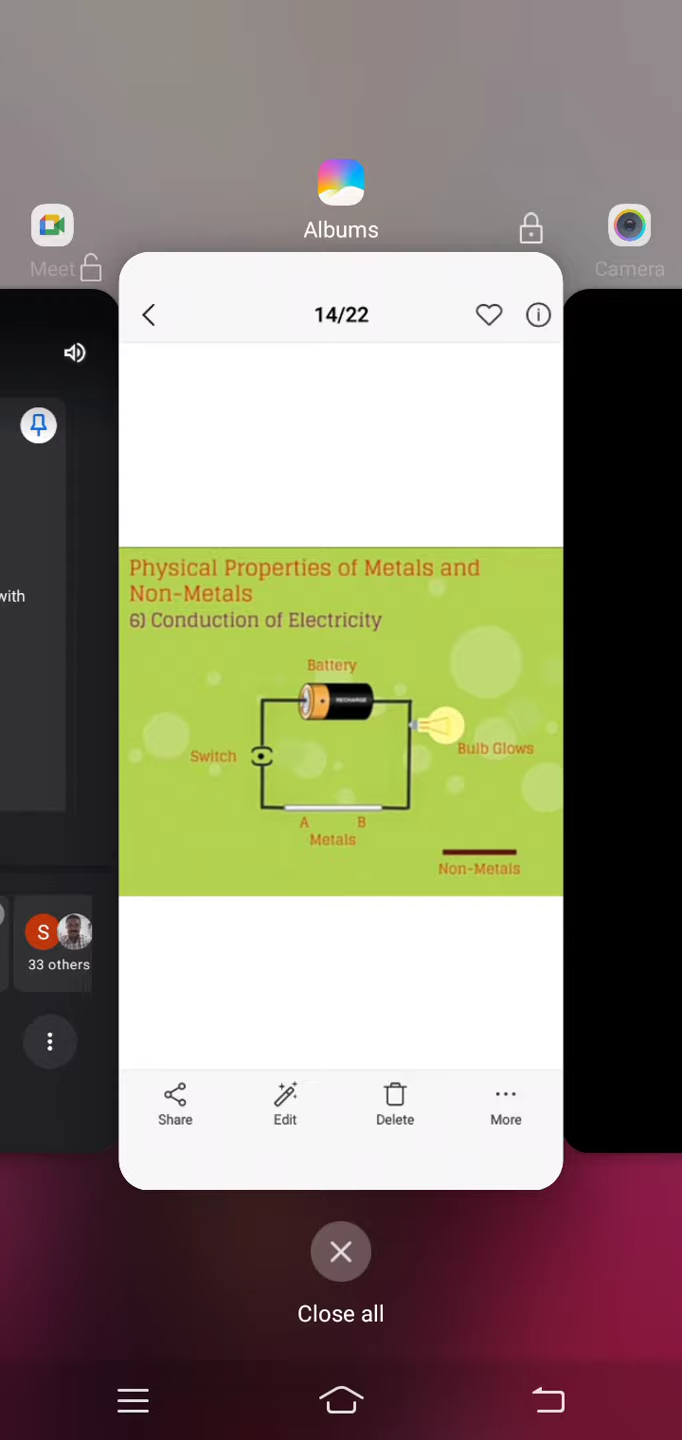 Albums
Meet
Camera
14/22
with
Physical Properties of Metals and
Non-Metals
6) Conduction of Electricity
Battery
RECHARGE
Switch
Bulb Glows
A B
Metals
Non-Metals
S
33 others
Share Edit Delete More
Close all